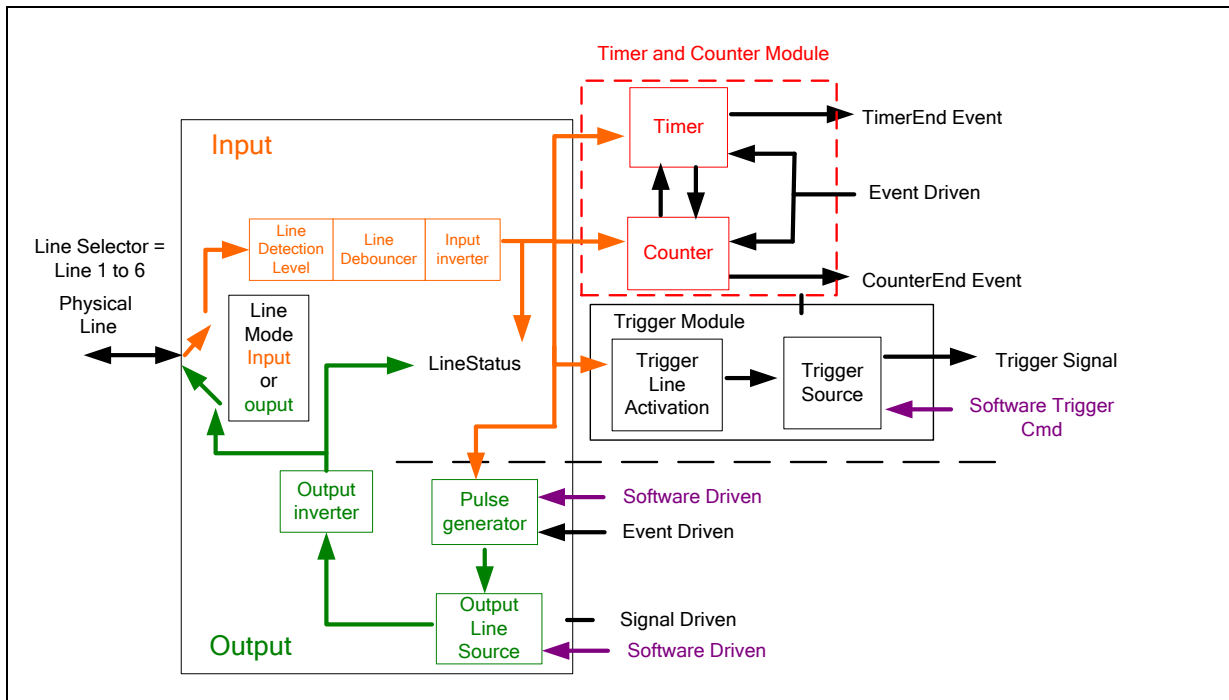 Timer and Counter Module
Timer
TimerEnd Event
Input
Event Driven
Line Selector =
Line 1 to 6
Physical
Line
Line
Detection
Level
Line
Debouncer
Input
inverter
Counter
CounterEnd Event
Line
Mode
Input
or
ouput
LineStatus
Trigger Module
Trigger
Line
Activation
Trigger
Source
Trigger Signal
Software Trigger
Cmd
Output
inverter
Pulse
generator
Software Driven
Event Driven
Output
Line
Source
Signal Driven
Software Driven
Output